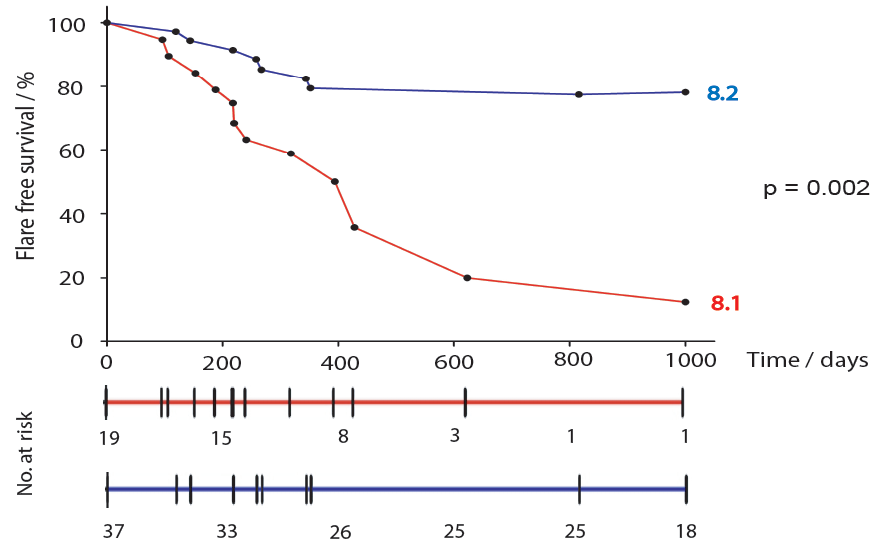 100
80
60
40
20
0
Flare free survival / %
8.2
p = 0.002
8.1
0 200 400 600 800 1000 Time / days
No. at risk
19 15 8 3 1 1
37 33 26 25 25 18